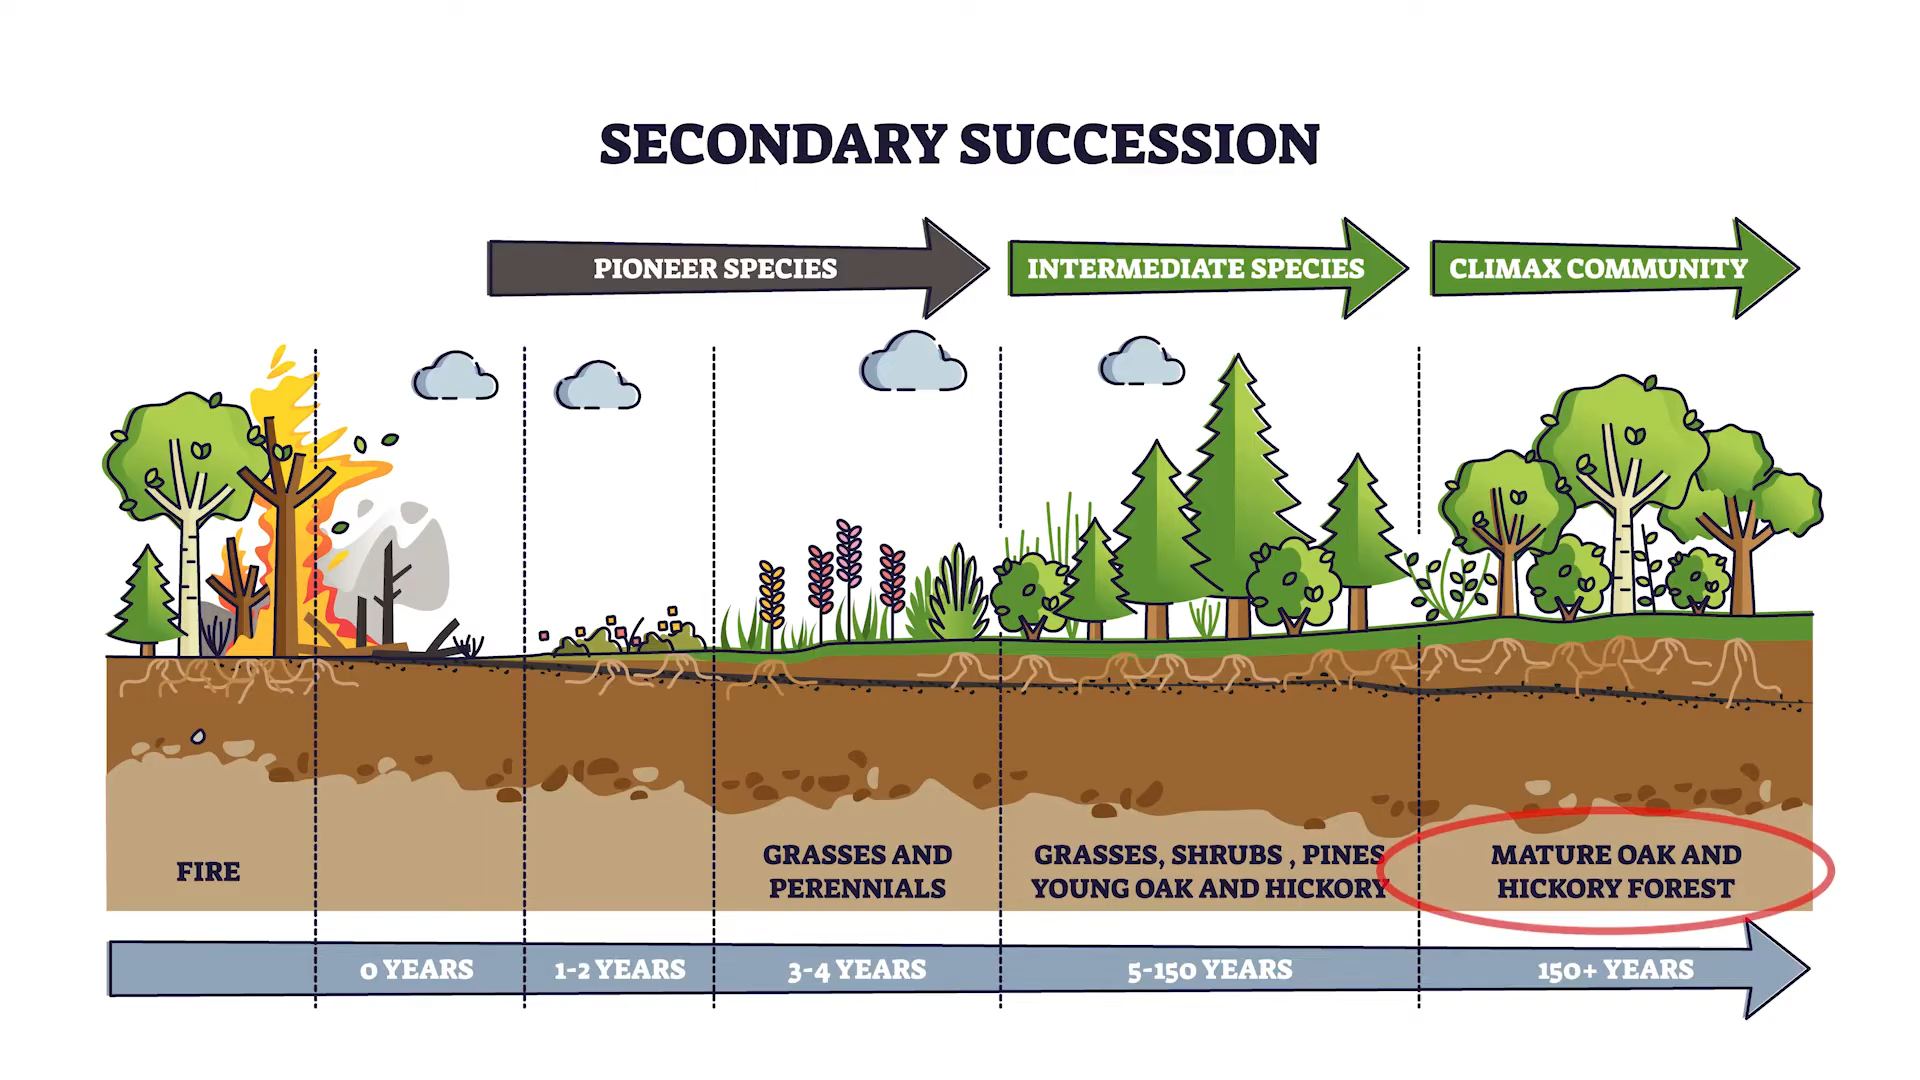 SECONDARY SUCCESSION
PIONEER SPECIES
INTERMEDIATE SPECIES
CLIMAX COMMUNITY
FIRE
GRASSES AND
PERENNIALS
GRASSES, SHRUBS , PINES
YOUNG OAK AND HICKORY
MATURE OAK AND
HICKORY FOREST
0 YEARS
1-2 YEARS
3-4 YEARS
5-150 YEARS
150+ YEARS